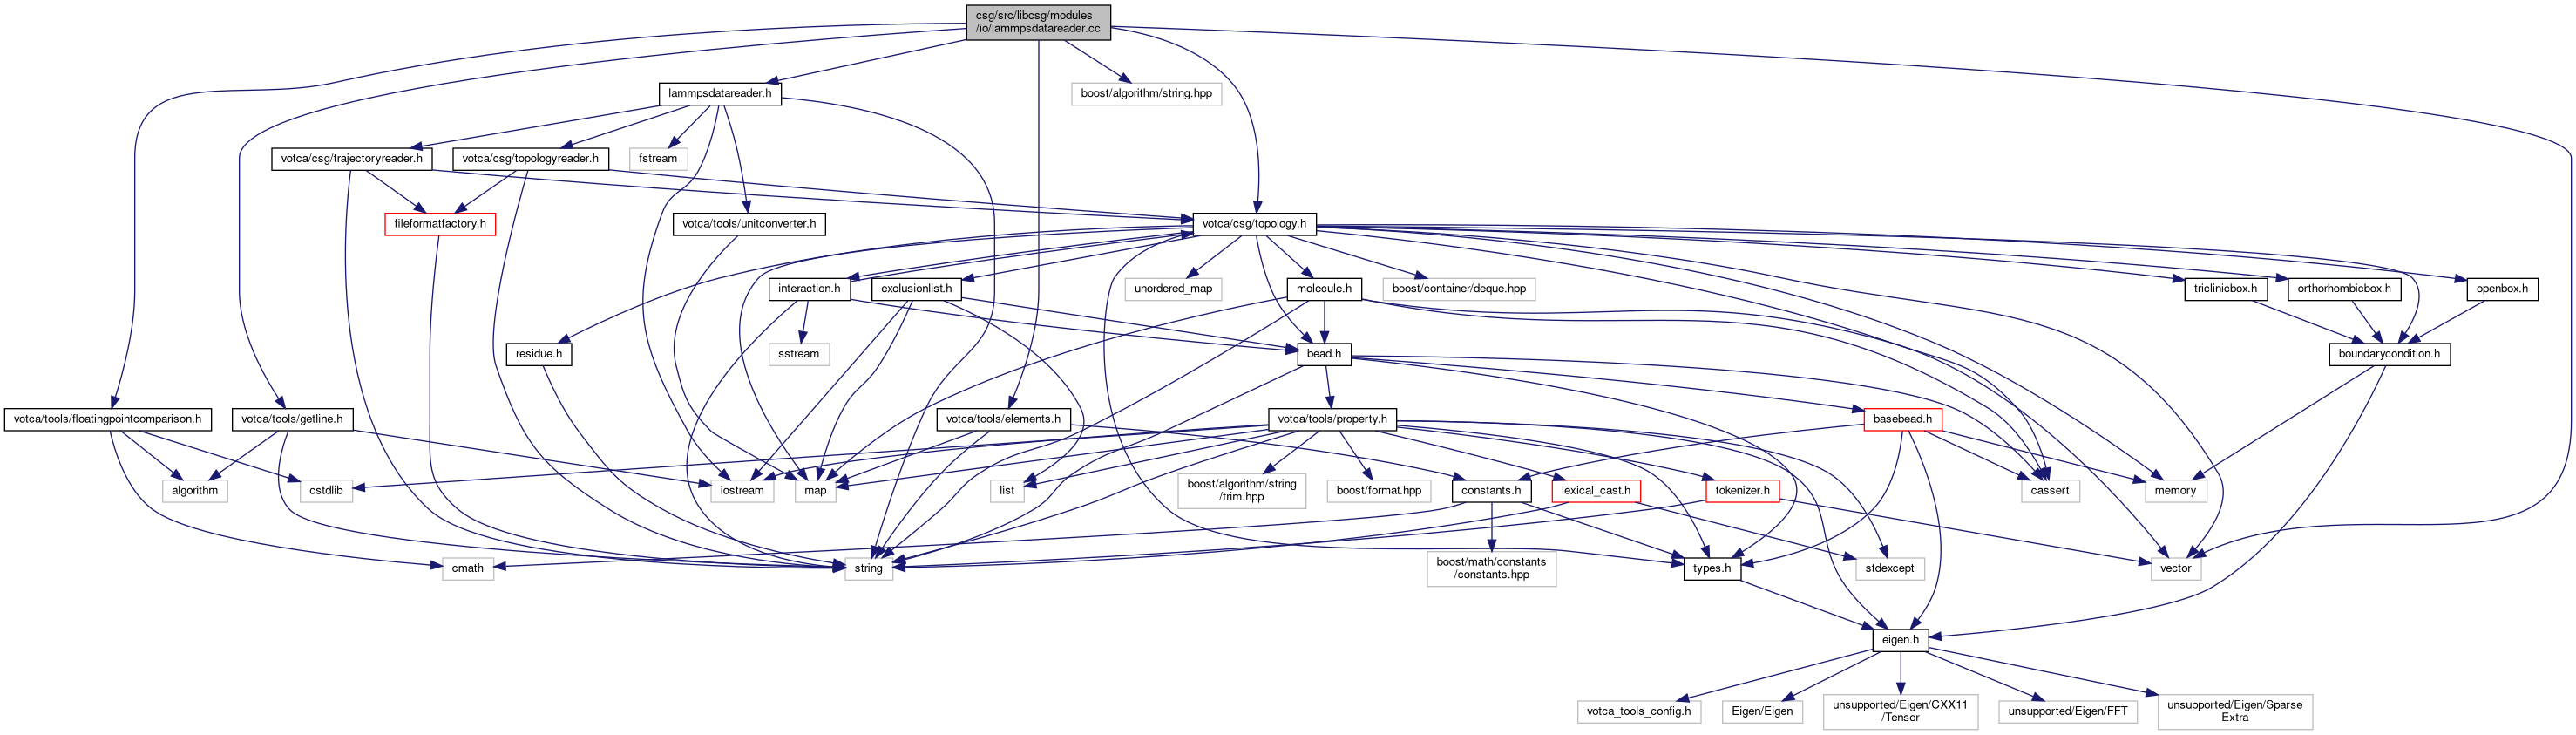 csg/src/libcsg/modules
/io/lammpsdatareader.cc
lammpsdatareader.h
boost/algorithm/string.hpp
votca/csg/trajectoryreader.h
votca/csg/topologyreader.h
fstream
fileformatfactory.h
votca/tools/unitconverter.h
votca/csg/topology.h
interaction.h
exclusionlist.h
unordered_map
molecule.h
boost/container/deque.hpp
triclinicbox.h
orthorhombicbox.h
openbox.h
residue.h
sstream
bead.h
boundarycondition.h
votca/tools/floatingpointcomparison.h
votca/tools/getline.h
votca/tools/elements.h
votca/tools/property.h
basebead.h
algorithm
cstdlib
iostream
map
list
boost/algorithm/string
/trim.hpp
boost/format.hpp
constants.h
lexical_cast.h
tokenizer.h
cassert
memory
cmath
string
boost/math/constants
/constants.hpp
types.h
stdexcept
vector
eigen.h
votca_tools_config.h
Eigen/Eigen
unsupported/Eigen/CXX11
/Tensor
unsupported/Eigen/FFT
unsupported/Eigen/Sparse
Extra